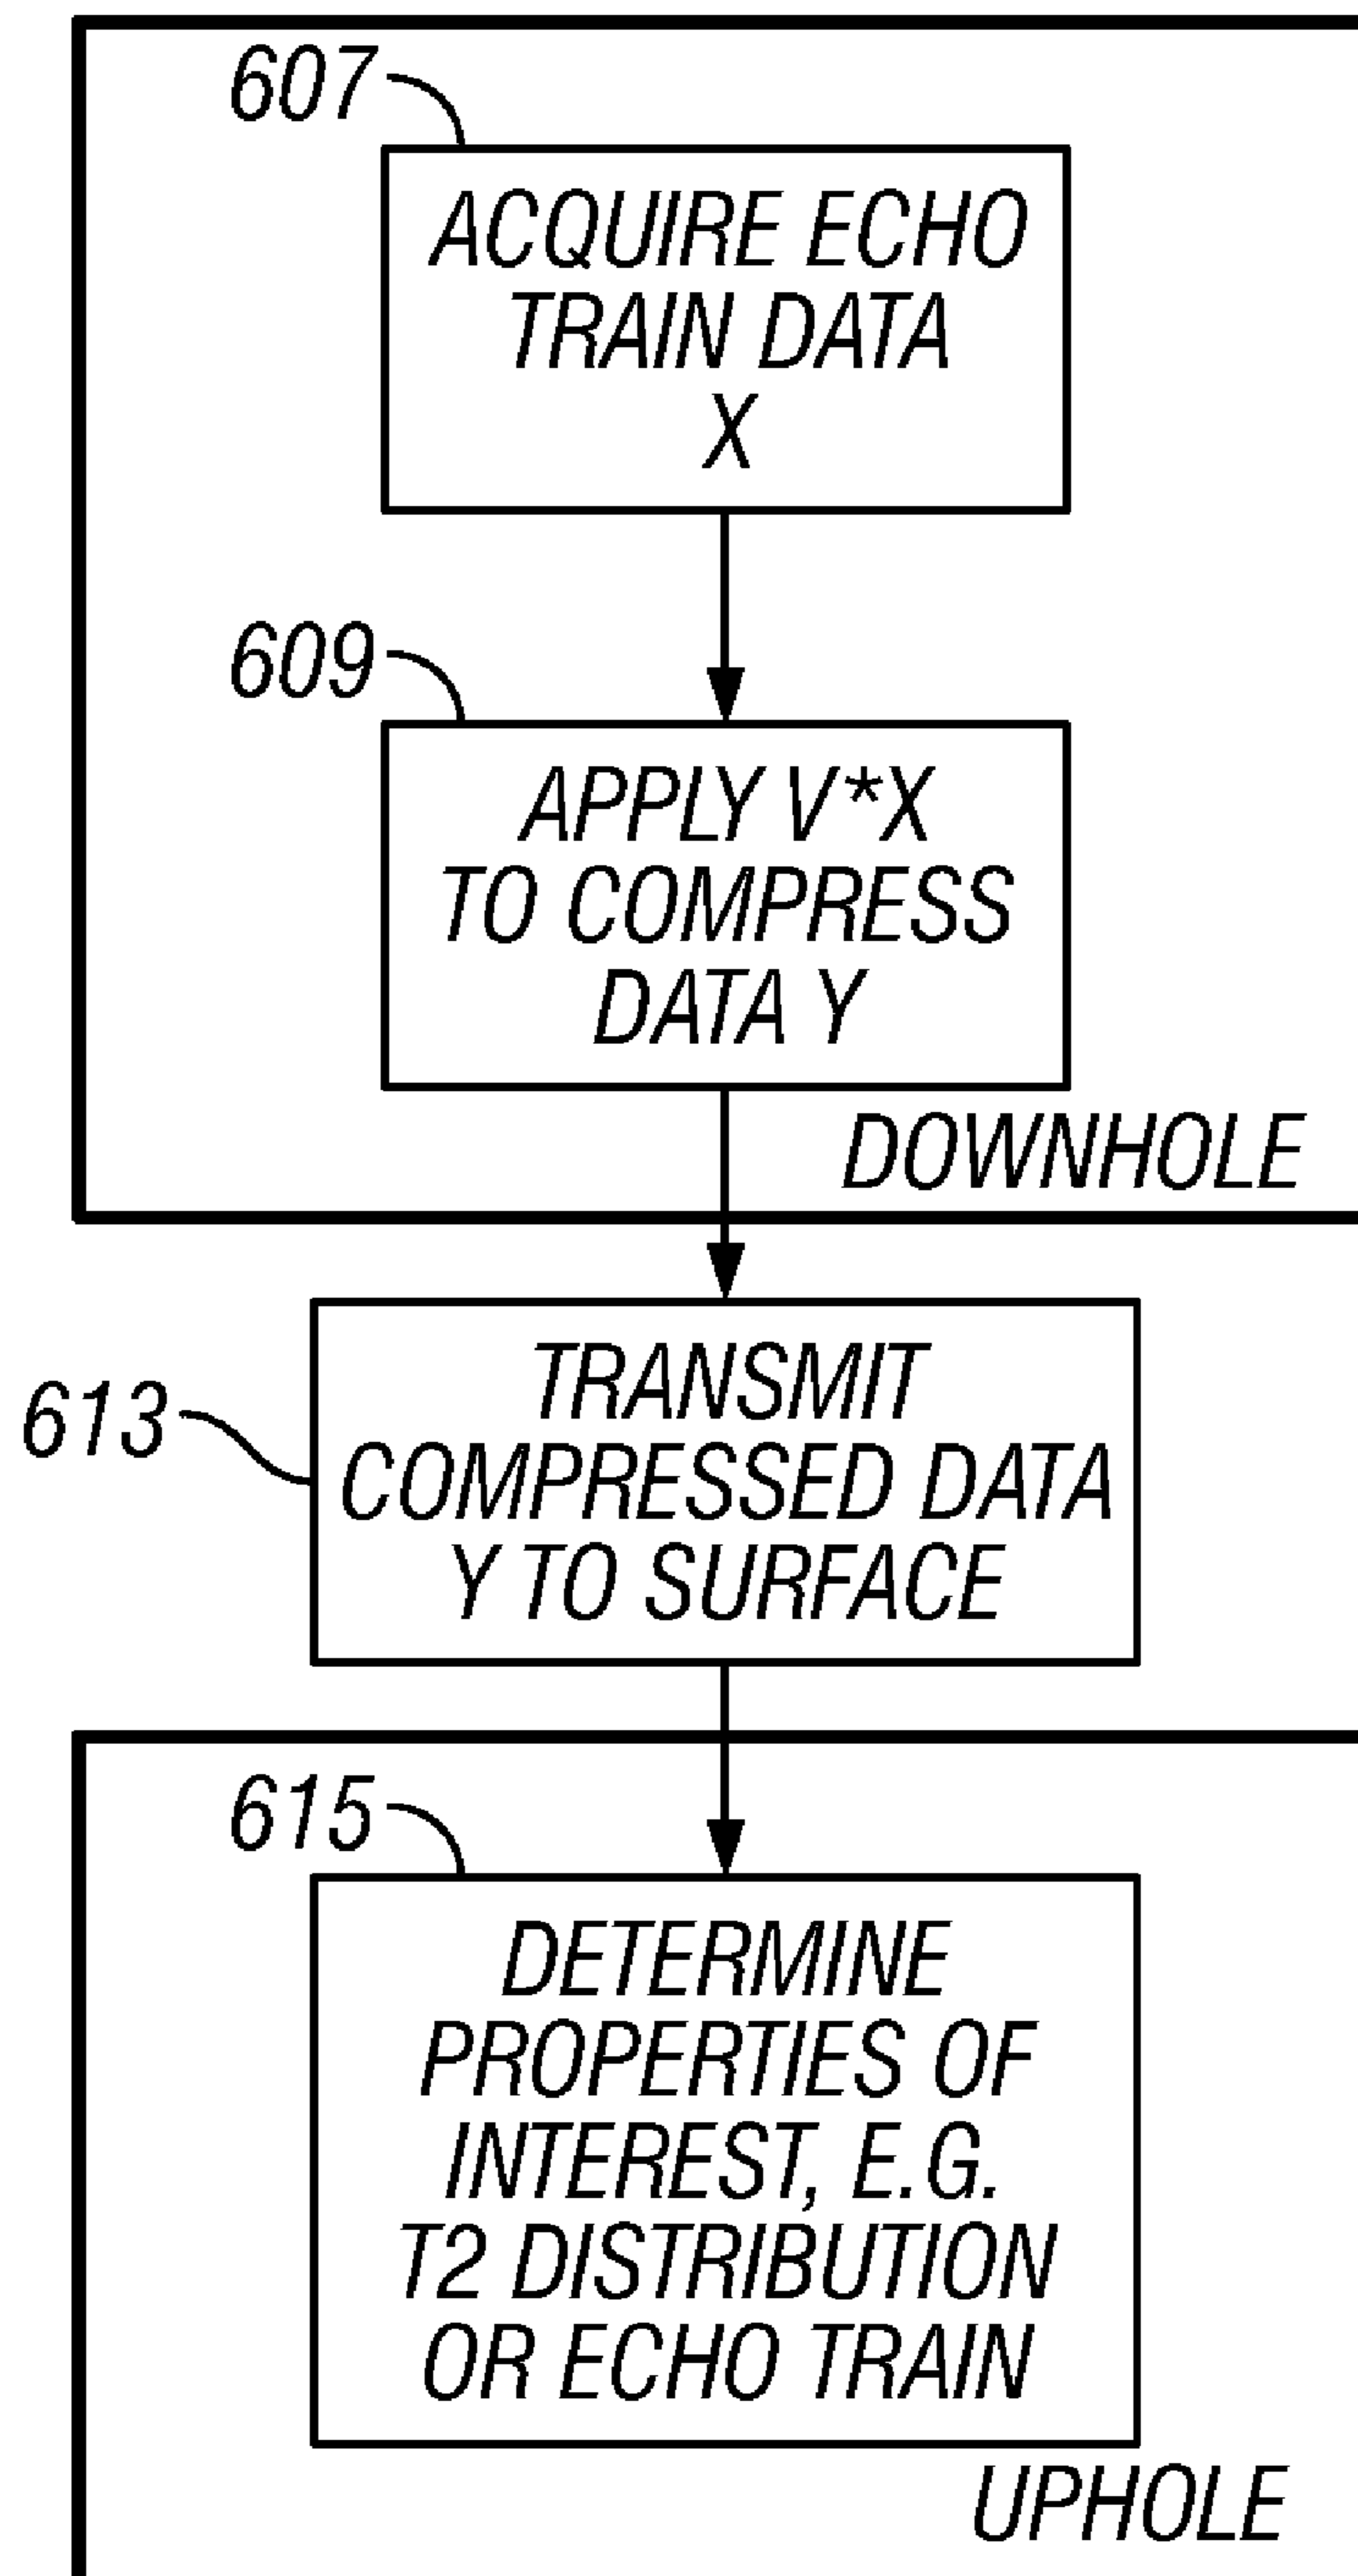 607
ACQUIRE ECHO
TRAIN DATA
X
609
APPLY V*X
TO COMPRESS
DATA Y
DOWNHOLE
613
TRANSMIT
COMPRESSED DATA
Y TO SURFACE
615
DETERMINE
PROPERTIES OF
INTEREST, E.G.
T2 DISTRIBUTION
OR ECHO TRAIN
UPHOLE